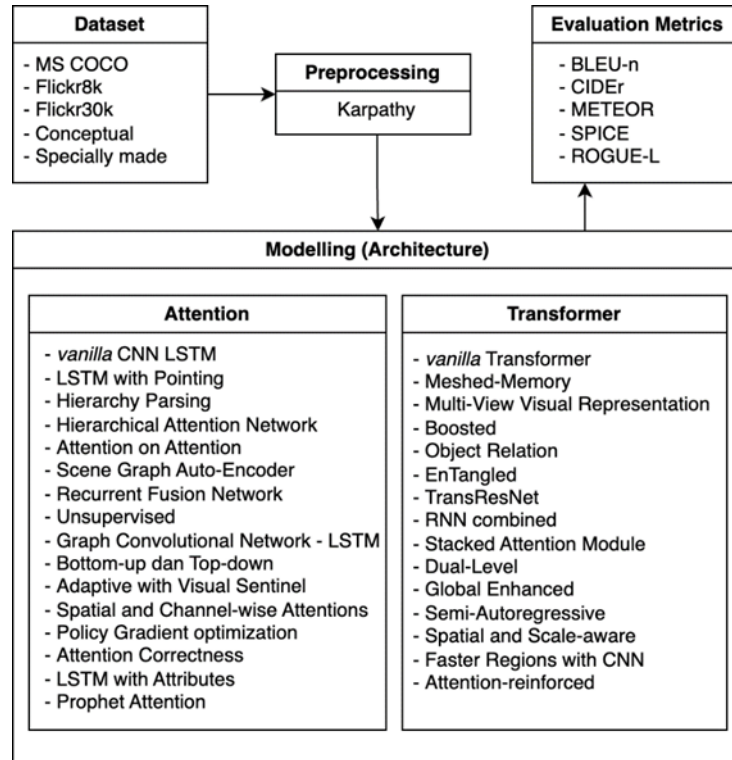 Dataset
- MS COCO
- Flickr8k
- Flickr30k
- Conceptual
- Specially made
Preprocessing
Karpathy
Evaluation Metrics
- BLEU-n
- CIDEr
- METEOR
- SPICE
- ROGUE-L
Modelling (Architecture)
Attention
- vanilla CNN LSTM
- LSTM with Pointing
- Hierarchy Parsing
- Hierarchical Attention Network
- Attention on Attention
- Scene Graph Auto-Encoder
- Recurrent Fusion Network
- Unsupervised
- Graph Convolutional Network - LSTM
- Bottom-up dan Top-down
- Adaptive with Visual Sentinel
- Spatial and Channel-wise Attentions
- Policy Gradient optimization
- Attention Correctness
- LSTM with Attributes
- Prophet Attention
Transformer
- vanilla Transformer
- Meshed-Memory
- Multi-View Visual Representation
- Boosted
- Object Relation
- EnTangled
- TransResNet
- RNN combined
- Stacked Attention Module
- Dual-Level
- Global Enhanced
- Semi-Autoregressive
- Spatial and Scale-aware
- Faster Regions with CNN
- Attention-reinforced